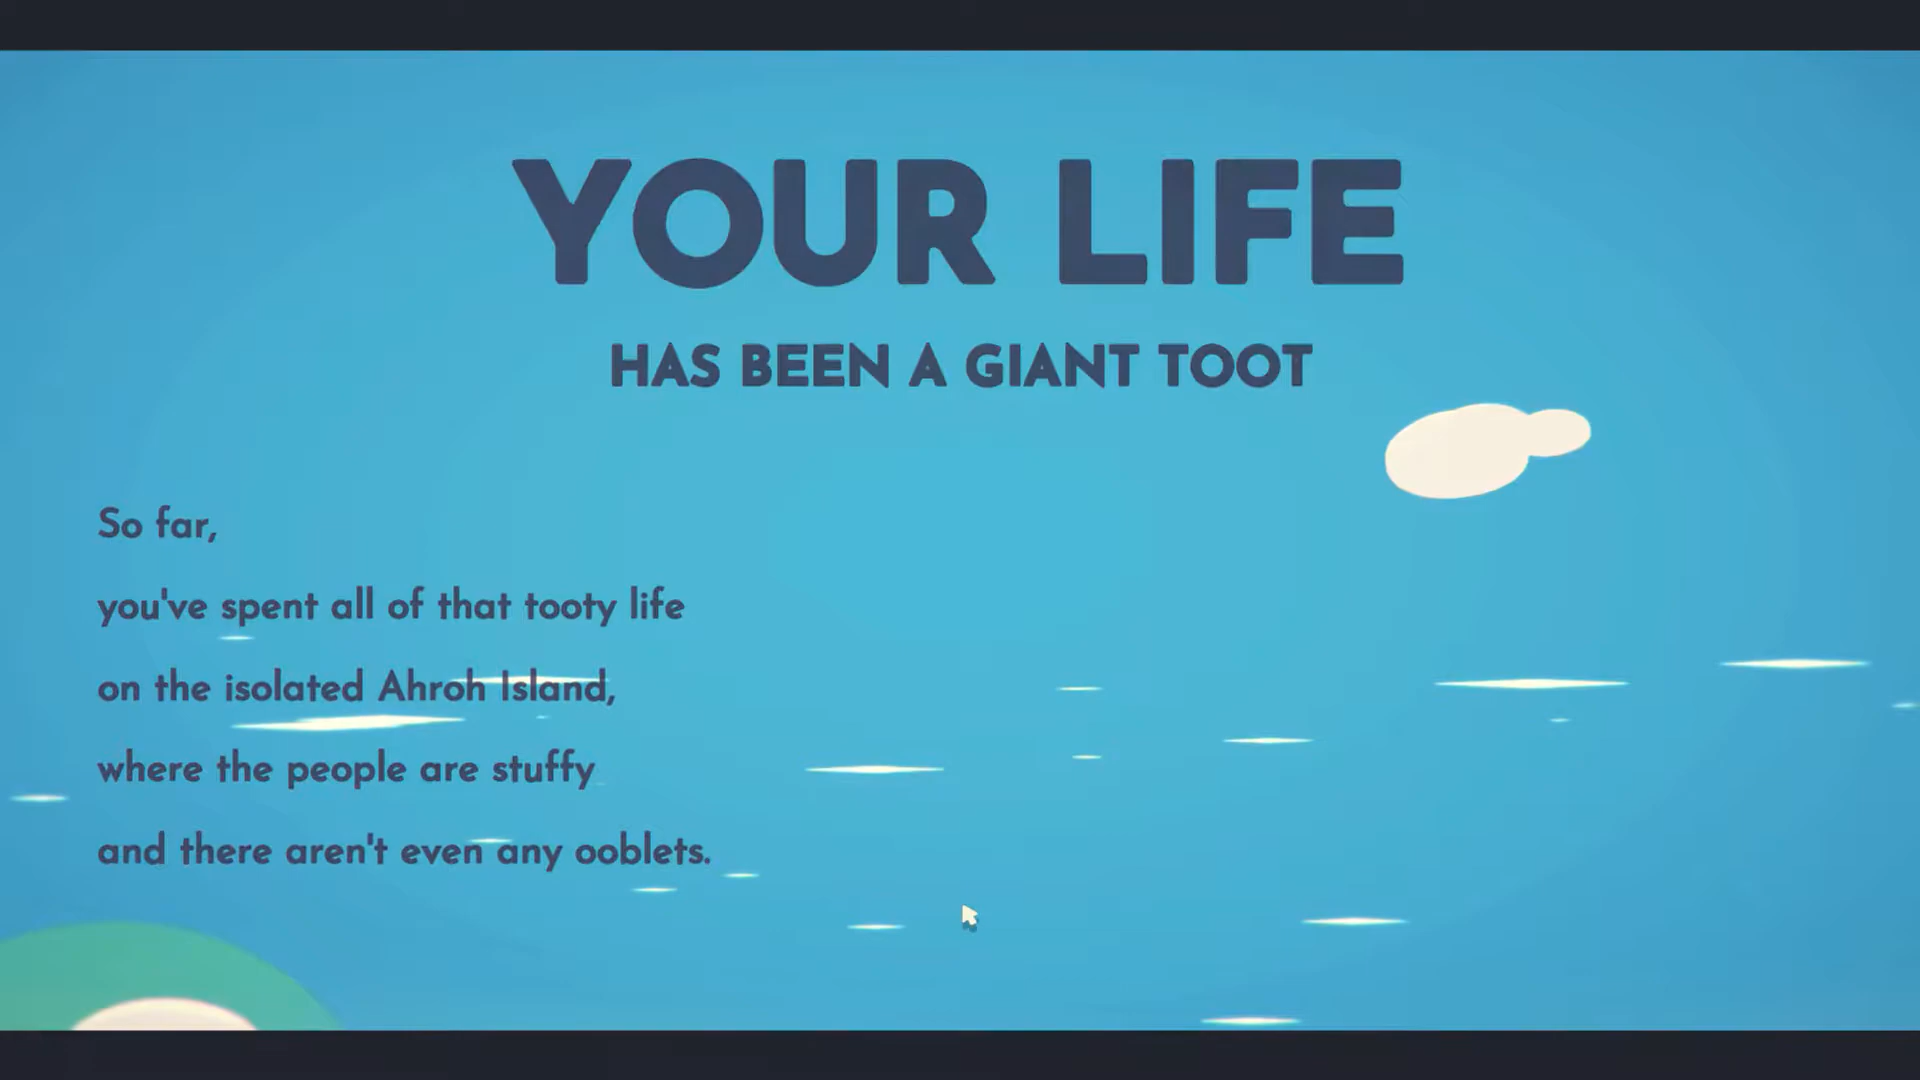 YOUR LIFE
HAS BEEN A GIANT TOOT
So far,
you've spent all of that tooty life
on the isolated Ahroh Island,
where the people are stuffy
and there aren't even any ooblets.